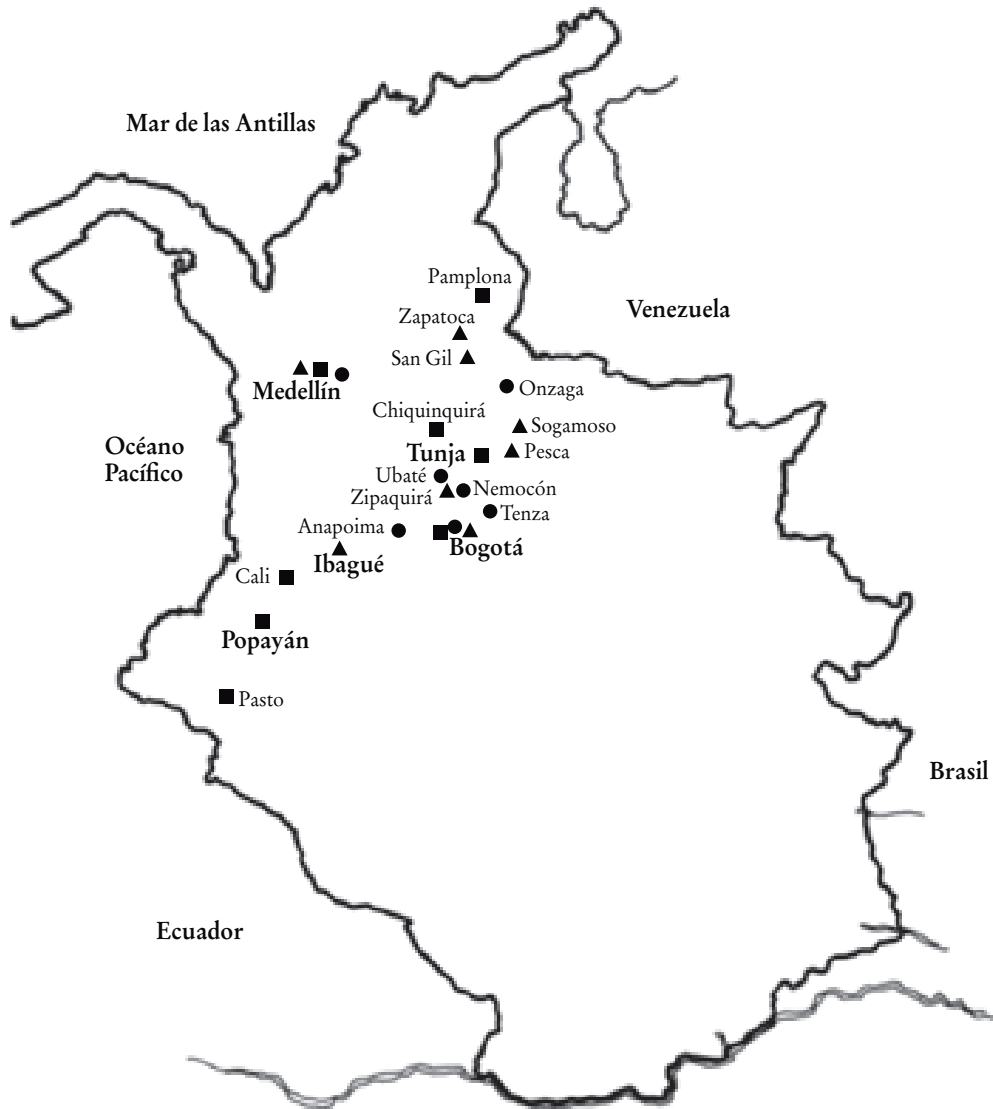 Mar de las Antillas
Pamplona
Zapatoca
Venezuela
San Gil
Medellín
Onzaga
Chiquinquirá
Sogamoso
Océano
Pacífico
Tunja
Pesca
Ubaté
Zipaquirá
Nemocón
Tenza
Anapoima
Bogotá
Ibagué
Cali
Popayán
Pasto
Brasil
Ecuador